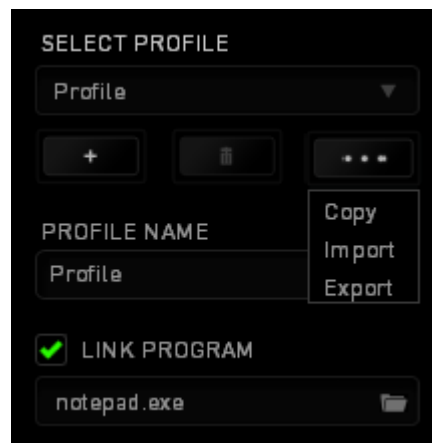 SELECT PROFILE
Profile
+
Copy
PROFILE NAME
Import
Profile
Export
LINK PROGRAM
notepad.exe